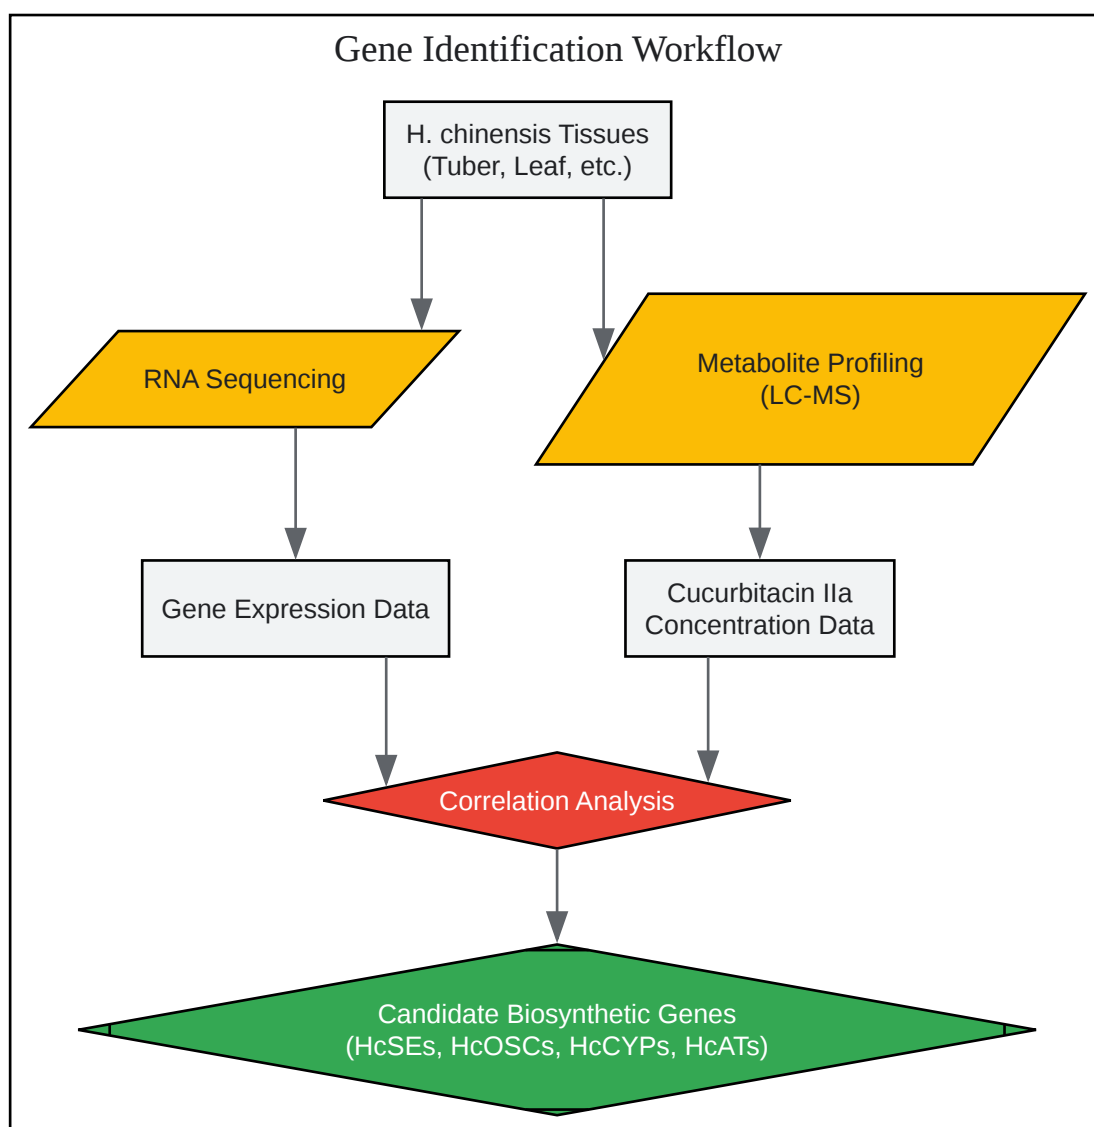 Gene Identification Workflow
H. chinensis Tissues
(Tuber, Leaf, etc.)
RNA Sequencing
Metabolite Profiling
(LC-MS)
Gene Expression Data
Cucurbitacin IIa
Concentration Data
Correlation Analysis
Candidate Biosynthetic Genes
(HcSEs, HcOSCs, HcCYPs, HcATs)